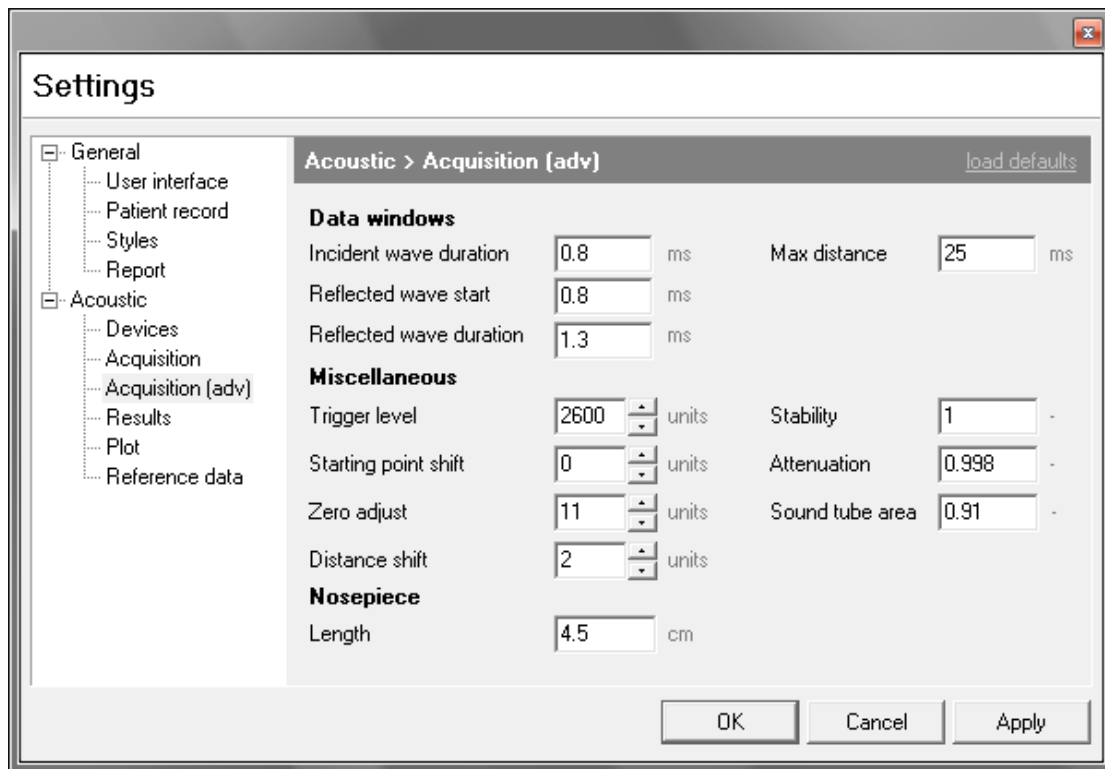 Settings
General
User interface
Patient record
Styles
Report
Acoustic
Devices
Acquisition
Acquisition (adv)
Results
Plot
Reference data
Acoustic > Acquisition (adv) load defaults
Data windows
Incident wave duration 0.8 ms Max distance 25 ms
Reflected wave start 0.8 ms
Reflected wave duration 1.3 ms
Miscellaneous
Trigger level 2600 units Stability 1 -
Starting point shift 0 units Attenuation 0.998 -
Zero adjust 11 units Sound tube area 0.91 -
Distance shift 2 units
Nosepiece
Length 4.5 cm
OK Cancel Apply